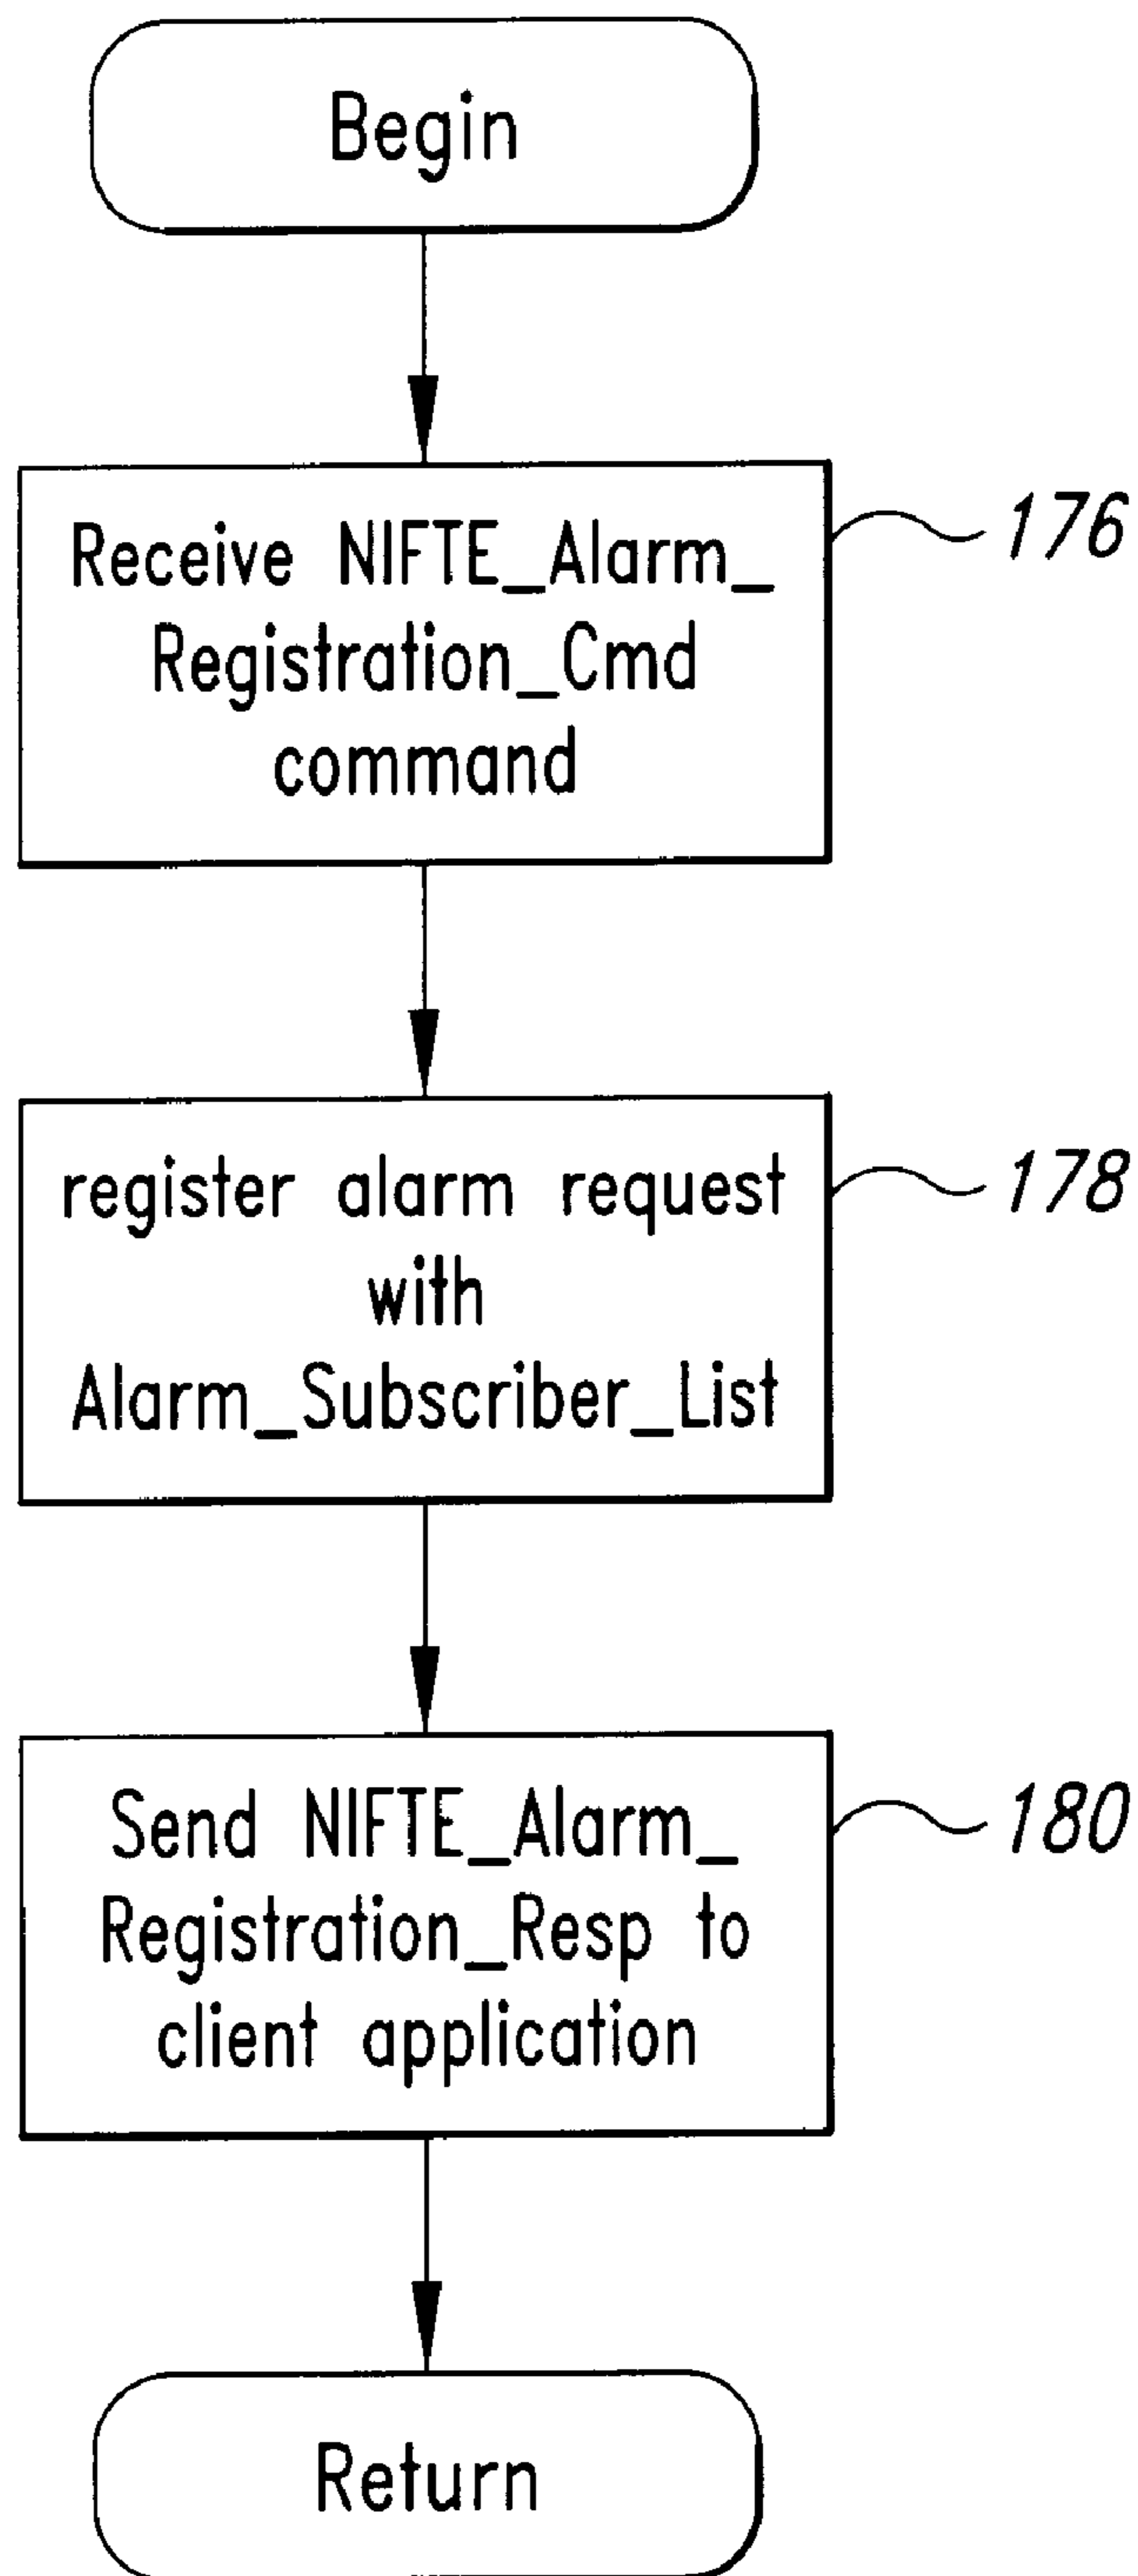 Begin
Receive NIFTE_Alarm_
Registration_Cmd
command
176
register alarm request
with
Alarm_Subscriber_List
178
Send NIFTE_Alarm_
Registration_Resp to
client application
180
Return